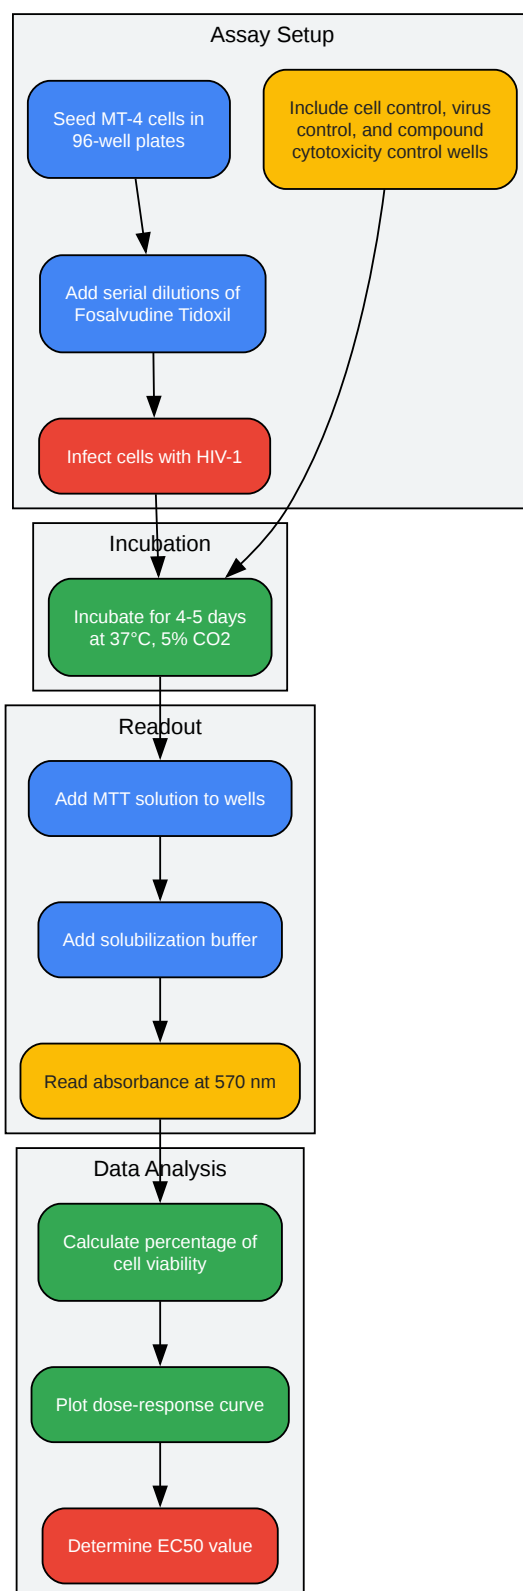 Assay Setup
Seed MT-4 cells in
96-well plates
Include cell control, virus
control, and compound
cytotoxicity control wells
Add serial dilutions of
Fosalvudine Tidoxil
Infect cells with HIV-1
Incubation
Incubate for 4-5 days
at 37°C, 5% CO2
Readout
Add MTT solution to wells
Add solubilization buffer
Read absorbance at 570 nm
Data Analysis
Calculate percentage of
cell viability
Plot dose-response curve
Determine EC50 value